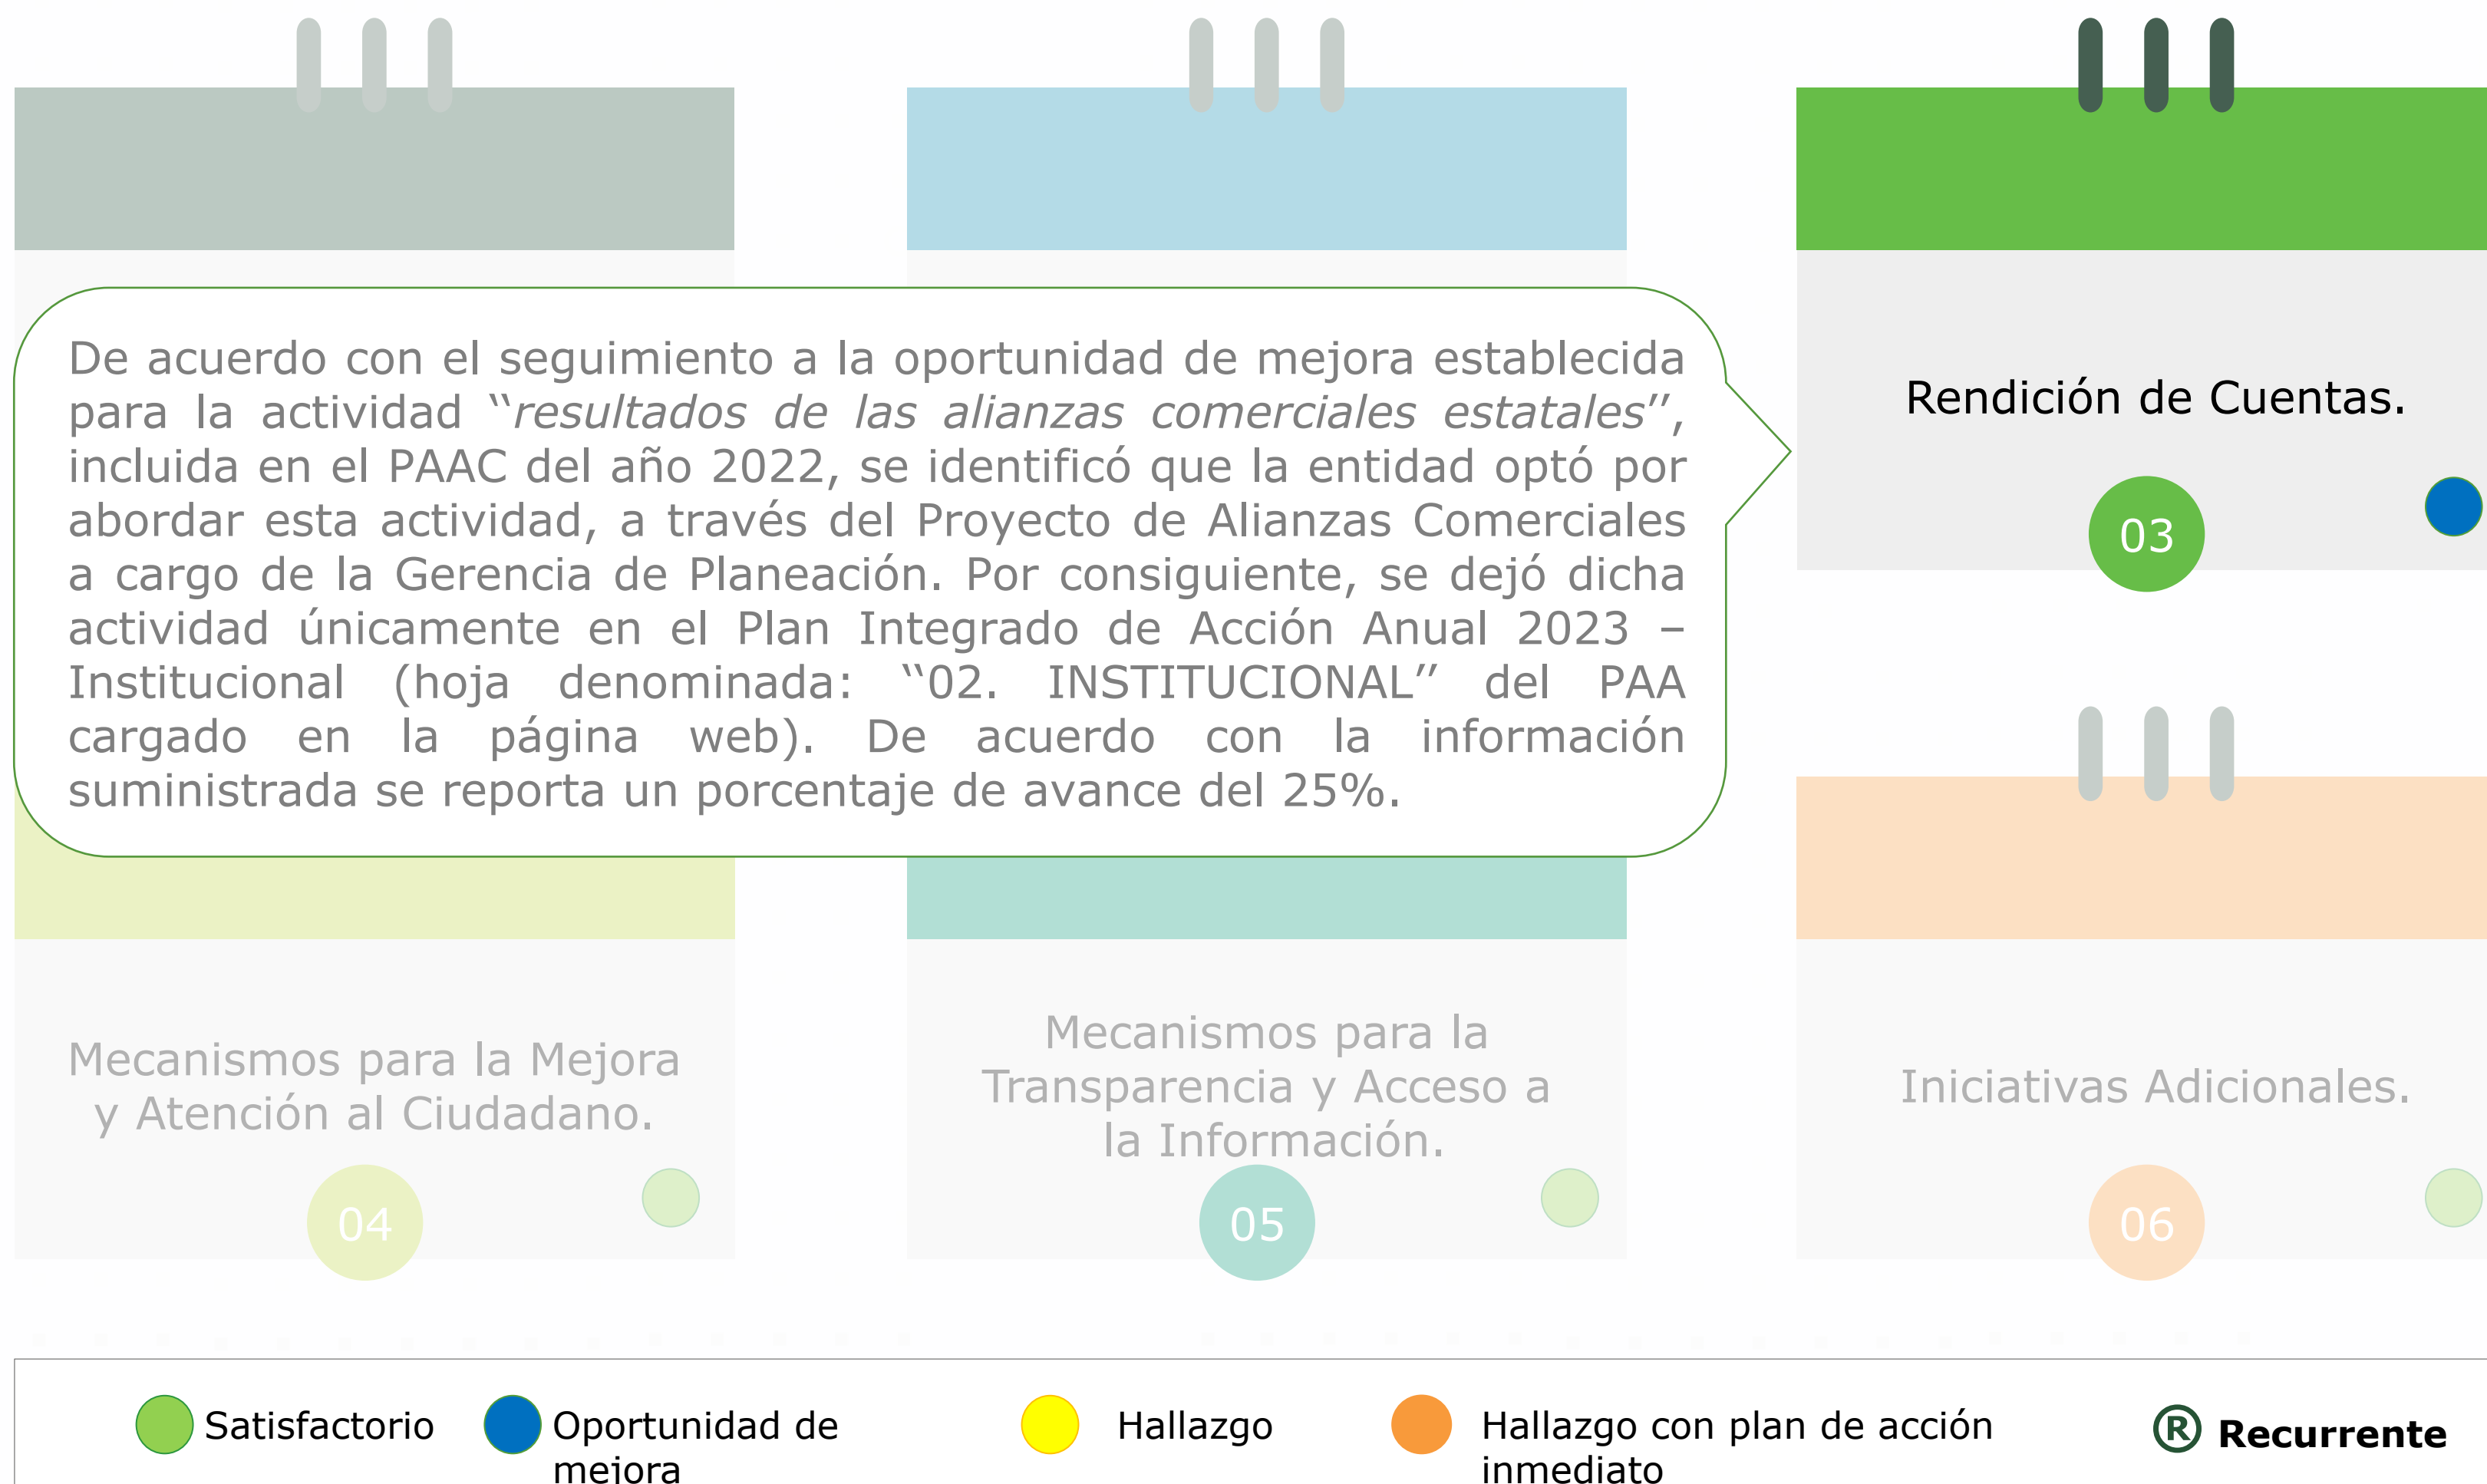 De acuerdo con el seguimiento a la oportunidad de mejora establecida
para la actividad “resultados de las alianzas comerciales estatales”,
incluida en el PAAC del año 2022, se identificó que la entidad optó por
abordar esta actividad, a través del Proyecto de Alianzas Comerciales
a cargo de la Gerencia de Planeación. Por consiguiente, se dejó dicha
actividad únicamente en el Plan Integrado de Acción Anual 2023 –
Institucional (hoja denominada: “02. INSTITUCIONAL” del PAA
cargado en la página web). De acuerdo con la información
suministrada se reporta un porcentaje de avance del 25%.
Rendición de Cuentas.
03
Mecanismos para la Mejora
y Atención al Ciudadano.
04
Mecanismos para la
Transparencia y Acceso a
la Información.
05
Iniciativas Adicionales.
06
Satisfactorio
Oportunidad de
mejora
Hallazgo
Hallazgo con plan de acción
inmediato
® Recurrente